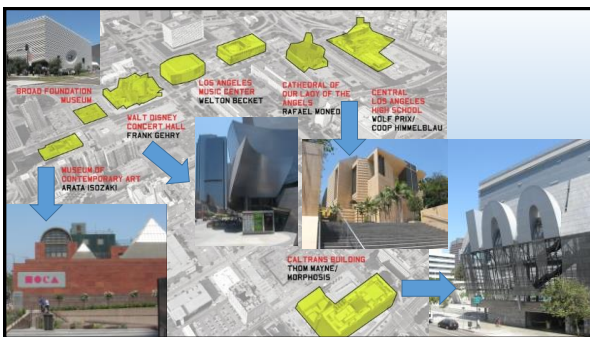 BROAD FOUNDATION
MUSEUM
WALT DISNEY
CONCERT HALL
FRANK GEHRY
LOS ANGELES
MUSIC CENTER
WELTON BECKET
CATHEDRAL OF
OUR LADY OF THE
ANGELS
RAFAEL MONEO
CENTRAL
LOS ANGELES
HIGH SCHOOL
WOLF PRIX/
COOP HIMMELBLAU
MUSEUM OF
CONTEMPORARY ART
ARATA ISOZAKI
MOCA
CALTRANS BUILDING
THOM MAYNE/
MORPHOSIS
100